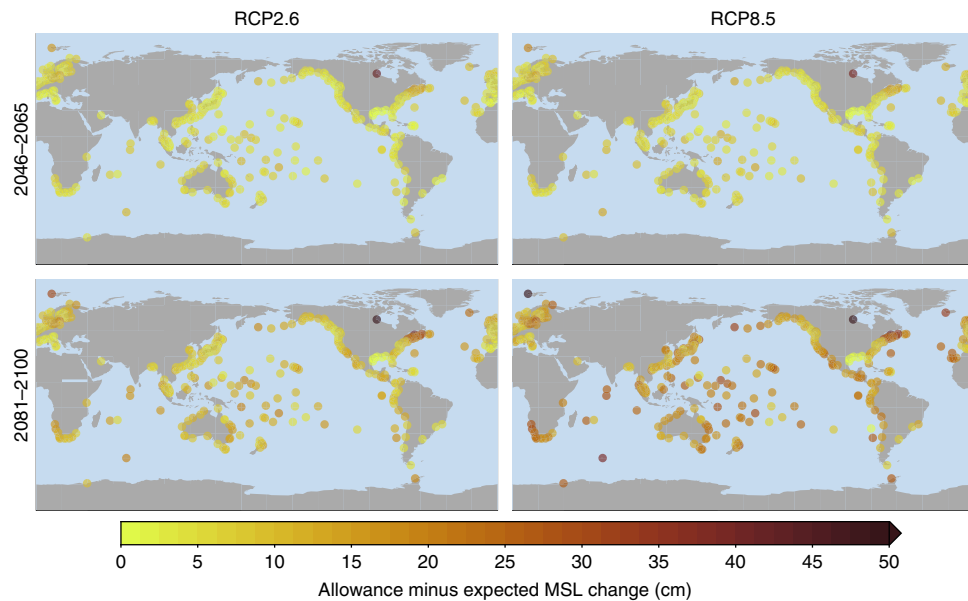 RCP2.6
RCP8.5
2046–2065
2081–2100
0 5 10 15 20 25 30 35 40 45 50
Allowance minus expected MSL change (cm)